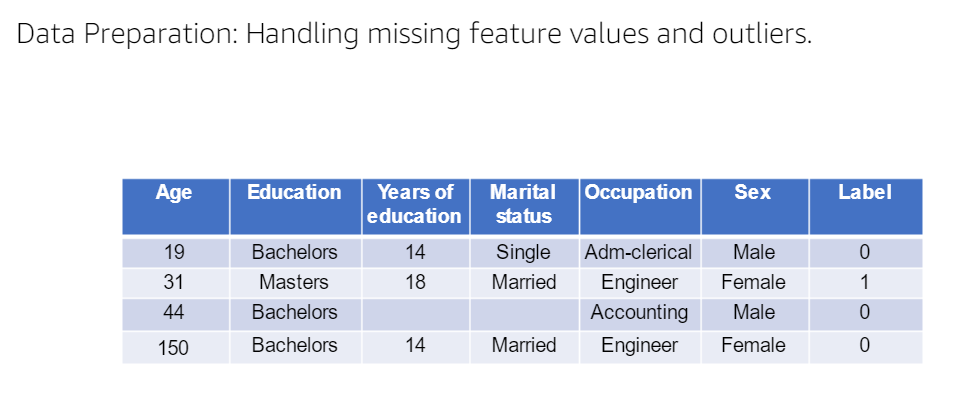 Data Preparation: Handling missing feature values and outliers.
Age Education Years of education Marital status Occupation Sex Label
19 Bachelors 14 Single Adm-clerical Male 0
31 Masters 18 Married Engineer Female 1
44 Bachelors Accounting Male 0
150 Bachelors 14 Married Engineer Female 0